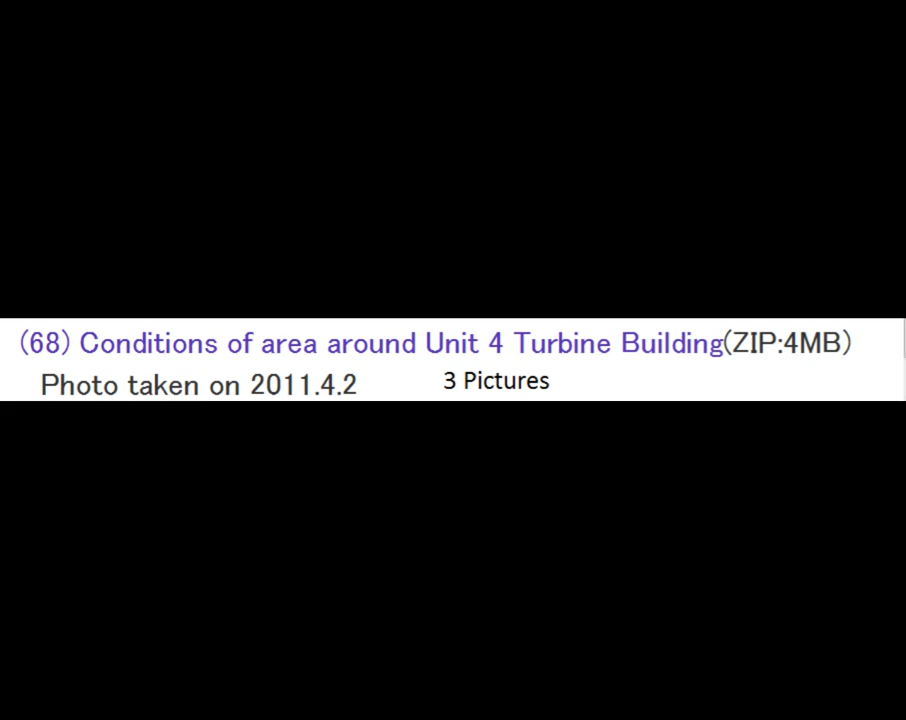 (68) Conditions of area around Unit 4 Turbine Building(ZIP:4MB)
Photo taken on 2011.4.2 3 Pictures